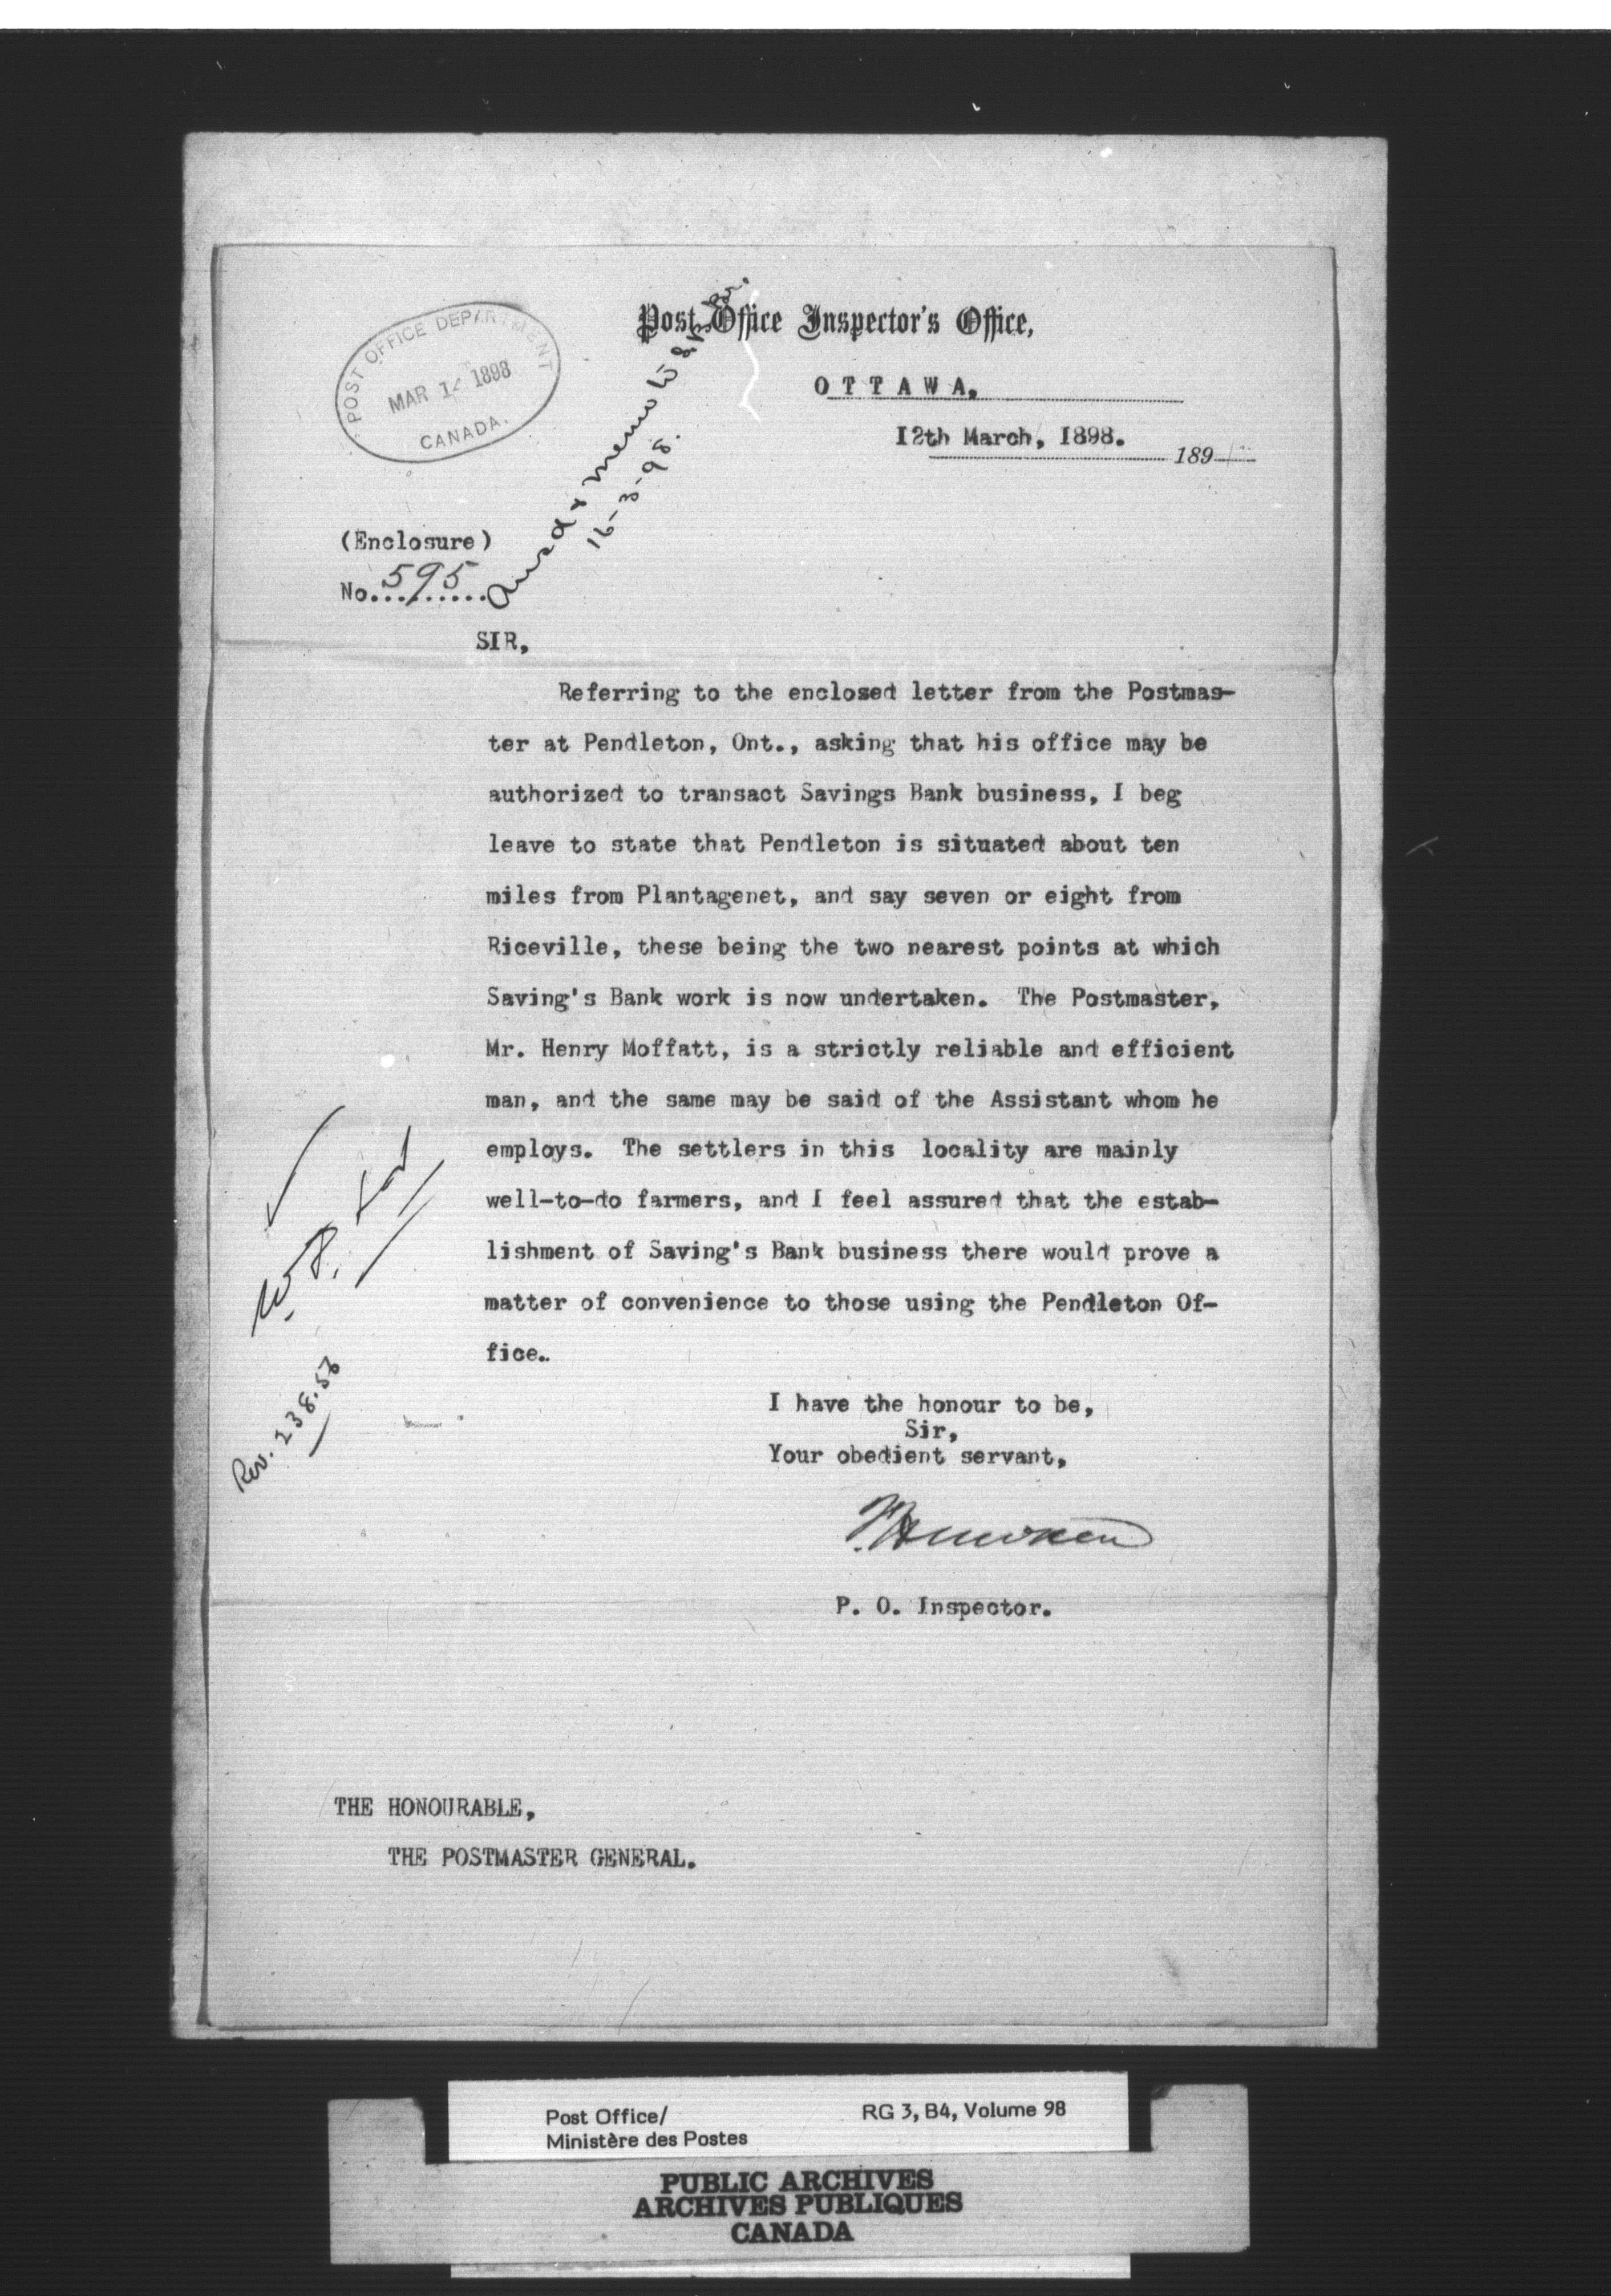 Post Office Inspector's Office,
POST OFFICE DEPARTMENT
MAR 14 1898
CANADA.
OTTAWA,
12th March, 1898.
189
Ansd & memo to S.B. Br.
16-3-98.
(Enclosure)
No. 595
SIR,
Referring to the enclosed letter from the Postmas-
ter at Pendleton, Ont., asking that his office may be
authorized to transact Savings Bank business, I beg
leave to state that Pendleton is situated about ten
miles from Plantagenet, and say seven or eight from
Riceville, these being the two nearest points at which
Saving's Bank work is now undertaken. The Postmaster,
Mr. Henry Moffatt, is a strictly reliable and efficient
man, and the same may be said of the Assistant whom he
employs. The settlers in this locality are mainly
well-to-do farmers, and I feel assured that the estab-
lishment of Saving's Bank business there would prove a
matter of convenience to those using the Pendleton Of-
fice..
Rev. 238.56
I have the honour to be,
Sir,
Your obedient servant,
P. O. Inspector.
THE HONOURABLE,
THE POSTMASTER GENERAL.
Post Office/
Ministère des Postes
RG 3, B4, Volume 98
PUBLIC ARCHIVES
ARCHIVES PUBLIQUES
CANADA